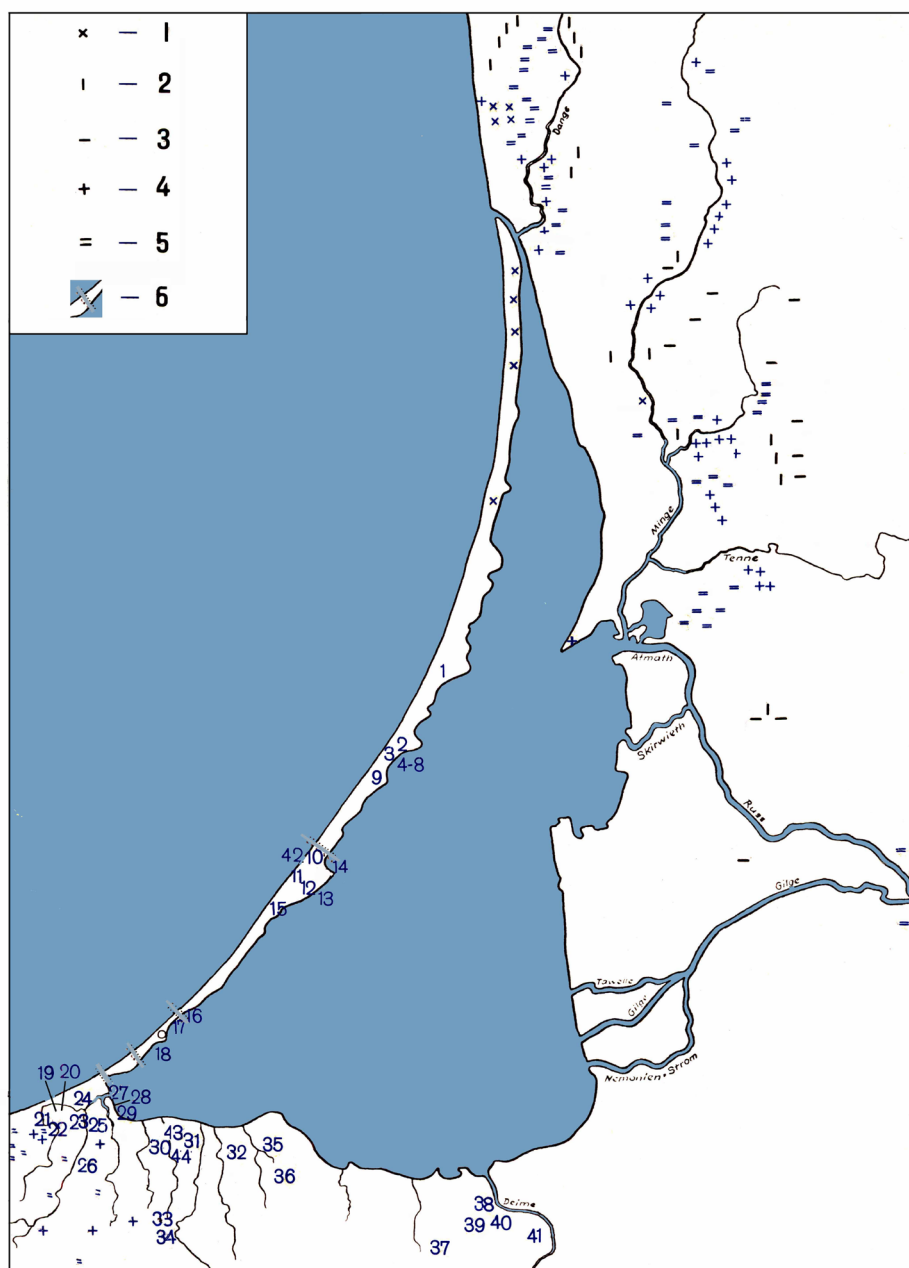 × — 1
ı — 2
– — 3
+ — 4
= — 5
— 6
Dange
Minge
Tenne
Atmath
Skirwieth
Russ
Gilge
Tawelle
Gilge
Nemonien-Strom
Deime
1
2
3
4-8
9
42
10
14
11
12
13
15
16
17
18
19
20
24
27
28
29
21
22
23
25
26
43
30
31
44
32
35
36
33
34
38
39
40
41
37